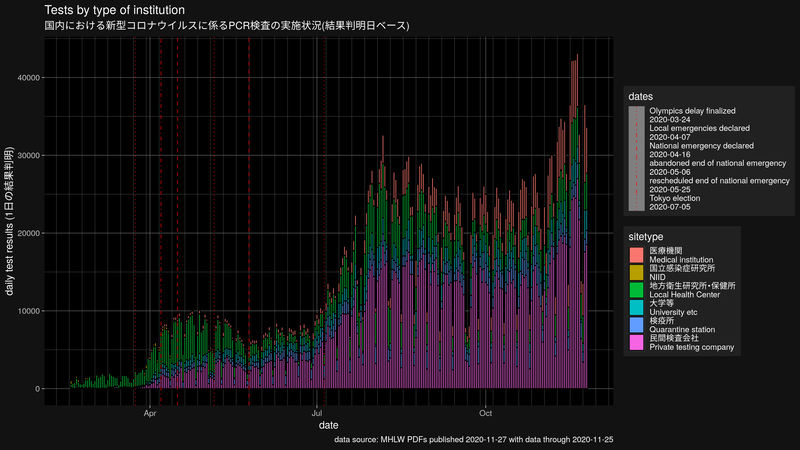 Tests by type of institution
国内における新型コロナウイルスに係るPCR検査の実施状況(結果判明日ベース)
daily test results (1日の結果判明)
40000
30000
20000
10000
0
Apr
Jul
Oct
date
data source: MHLW PDFs published 2020-11-27 with data through 2020-11-25
dates
Olympics delay finalized
2020-03-24
Local emergencies declared
2020-04-07
National emergency declared
2020-04-16
abandoned end of national emergency
2020-05-06
rescheduled end of national emergency
2020-05-25
Tokyo election
2020-07-05
sitetype
医療機関
Medical institution
国立感染症研究所
NIID
地方衛生研究所・保健所
Local Health Center
大学等
University etc
検疫所
Quarantine station
民間検査会社
Private testing company